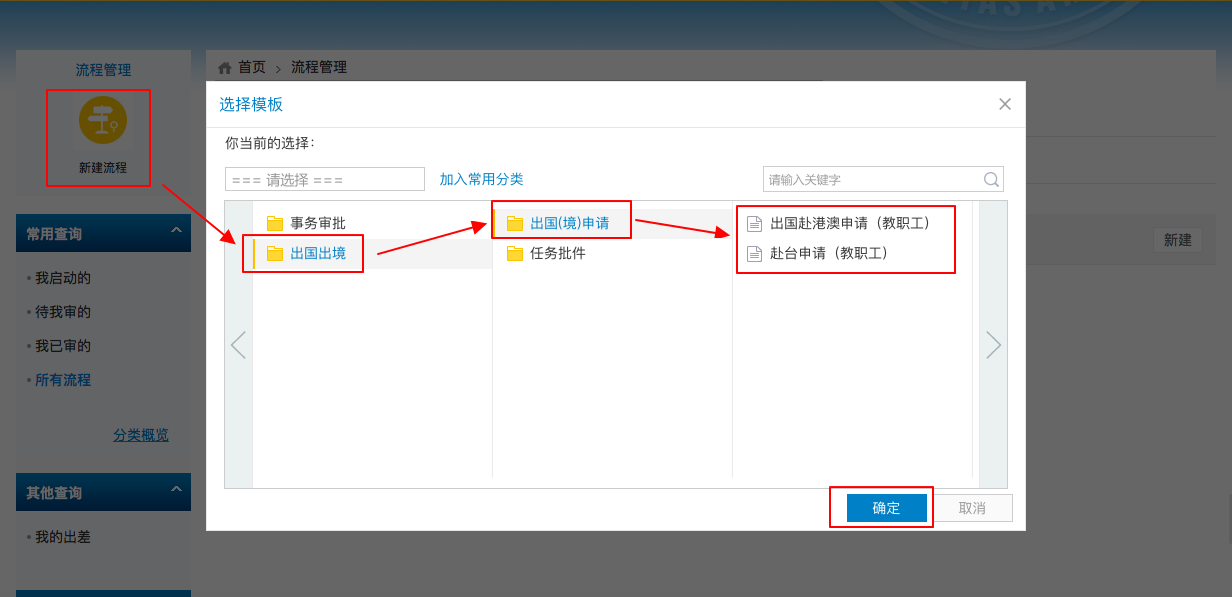 流程管理
新建流程
常用查询
我启动的
待我审的
我已审的
所有流程
分类概览
其他查询
我的出差
首页 > 流程管理
选择模板
你当前的选择：
=== 请选择 ===
加入常用分类
请输入关键字
事务审批
出国出境
出国(境)申请
任务批件
出国赴港澳申请（教职工）
赴台申请（教职工）
确定
取消
新建